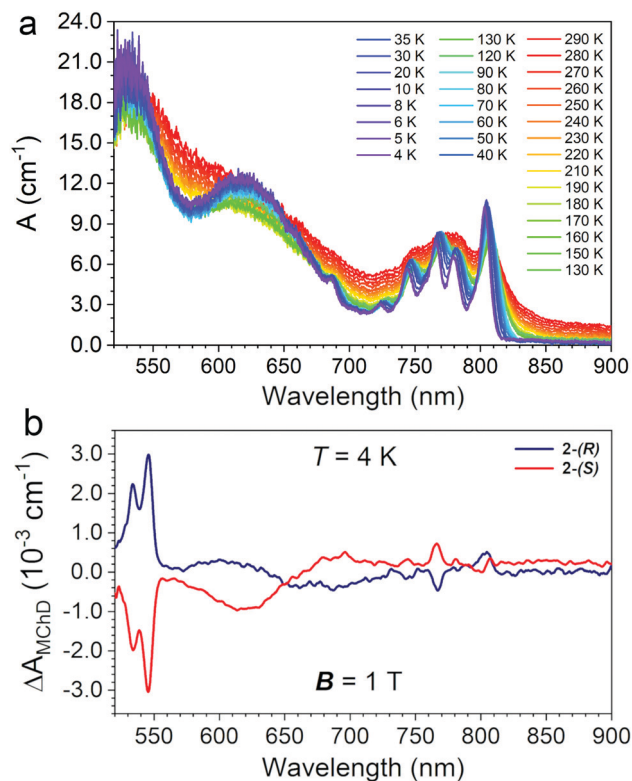 a
24.0
21.0
18.0
15.0
12.0
9.0
6.0
3.0
0.0
A (cm⁻¹)
35 K 130 K 290 K
30 K 120 K 280 K
20 K 90 K 270 K
10 K 80 K 260 K
8 K 70 K 250 K
6 K 60 K 240 K
5 K 50 K 230 K
4 K 40 K 220 K
210 K
190 K
180 K
170 K
160 K
150 K
130 K
550 600 650 700 750 800 850 900
Wavelength (nm)
b
3.0
2.0
1.0
0.0
-1.0
-2.0
-3.0
ΔA_MChD (10⁻³ cm⁻¹)
T = 4 K
2-(R)
2-(S)
B = 1 T
550 600 650 700 750 800 850 900
Wavelength (nm)